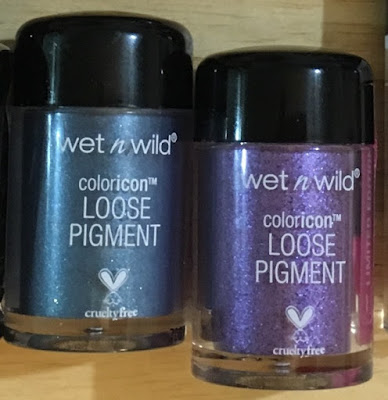 wet n wild®
coloricon™
LOOSE
PIGMENT
crueltyfree
wet n wild®
coloricon™
LOOSE
PIGMENT
crueltyfree